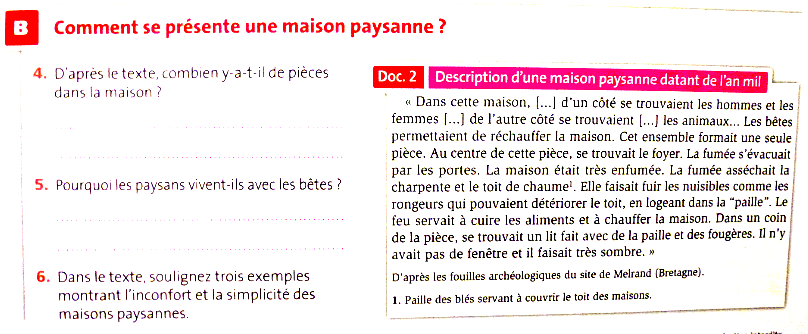 B Comment se présente une maison paysanne ?
4. D'après le texte, combien y-a-t-il de pièces
dans la maison ?
5. Pourquoi les paysans vivent-ils avec les bêtes ?
6. Dans le texte, soulignez trois exemples
montrant l'inconfort et la simplicité des
maisons paysannes.
Doc. 2 Description d'une maison paysanne datant de l'an mil
« Dans cette maison, [...] d'un côté se trouvaient les hommes et les
femmes [...] de l'autre côté se trouvaient [...] les animaux... Les bêtes
permettaient de réchauffer la maison. Cet ensemble formait une seule
pièce. Au centre de cette pièce, se trouvait le foyer. La fumée s'évacuait
par les portes. La maison était très enfumée. La fumée asséchait la
charpente et le toit de chaume¹. Elle faisait fuir les nuisibles comme les
rongeurs qui pouvaient détériorer le toit, en logeant dans la "paille". Le
feu servait à cuire les aliments et à chauffer la maison. Dans un coin
de la pièce, se trouvait un lit fait avec de la paille et des fougères. Il n'y
avait pas de fenêtre et il faisait très sombre. »
D'après les fouilles archéologiques du site de Melrand (Bretagne).
1. Paille des blés servant à couvrir le toit des maisons.